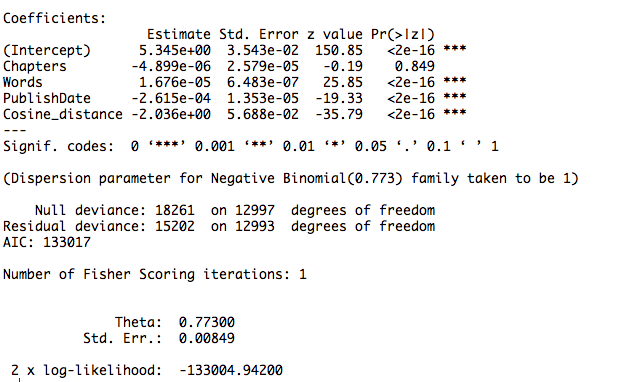 Coefficients:
                  Estimate Std. Error z value Pr(>|z|)
(Intercept)      5.345e+00  3.543e-02  150.85   <2e-16 ***
Chapters        -4.899e-06  2.579e-05   -0.19    0.849
Words            1.676e-05  6.483e-07   25.85   <2e-16 ***
PublishDate     -2.615e-04  1.353e-05  -19.33   <2e-16 ***
Cosine_distance -2.036e+00  5.688e-02  -35.79   <2e-16 ***
---
Signif. codes:  0 ‘***’ 0.001 ‘**’ 0.01 ‘*’ 0.05 ‘.’ 0.1 ‘ ’ 1
(Dispersion parameter for Negative Binomial(0.773) family taken to be 1)
    Null deviance: 18261  on 12997  degrees of freedom
Residual deviance: 15202  on 12993  degrees of freedom
AIC: 133017
Number of Fisher Scoring iterations: 1
              Theta:  0.77300
          Std. Err.:  0.00849
 2 x log-likelihood:  -133004.94200